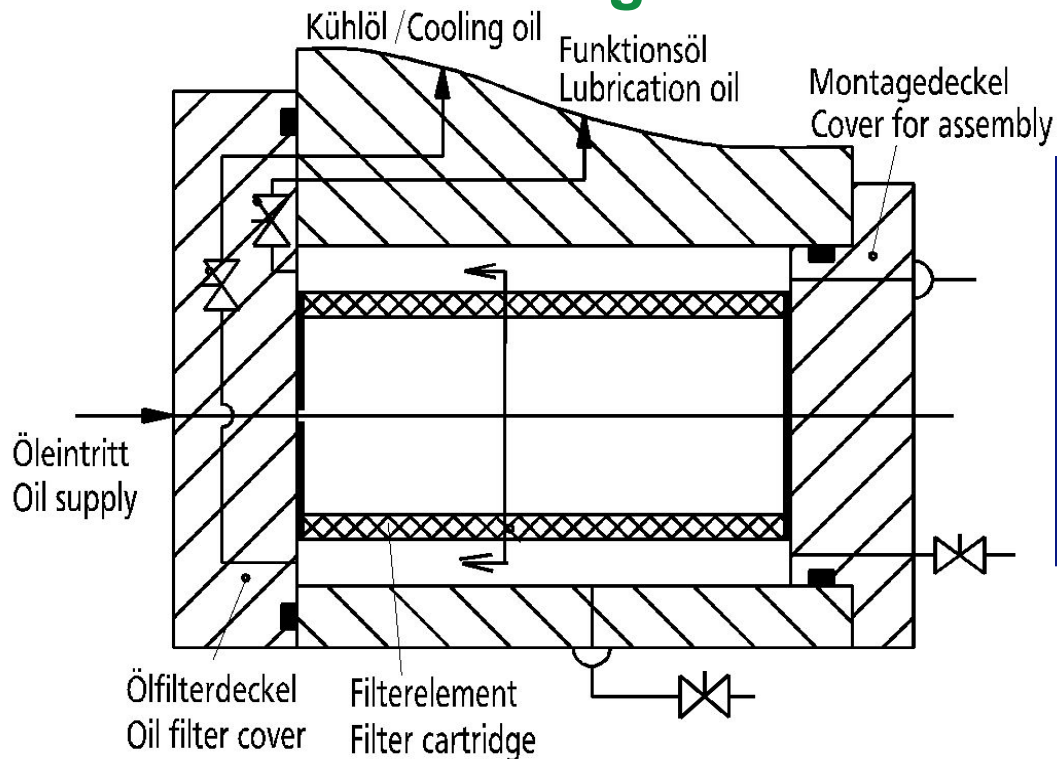 Kühlöl / Cooling oil
Funktionsöl
Lubrication oil
Montagedeckel
Cover for assembly
Öleintritt
Oil supply
Ölfilterdeckel
Oil filter cover
Filterelement
Filter cartridge